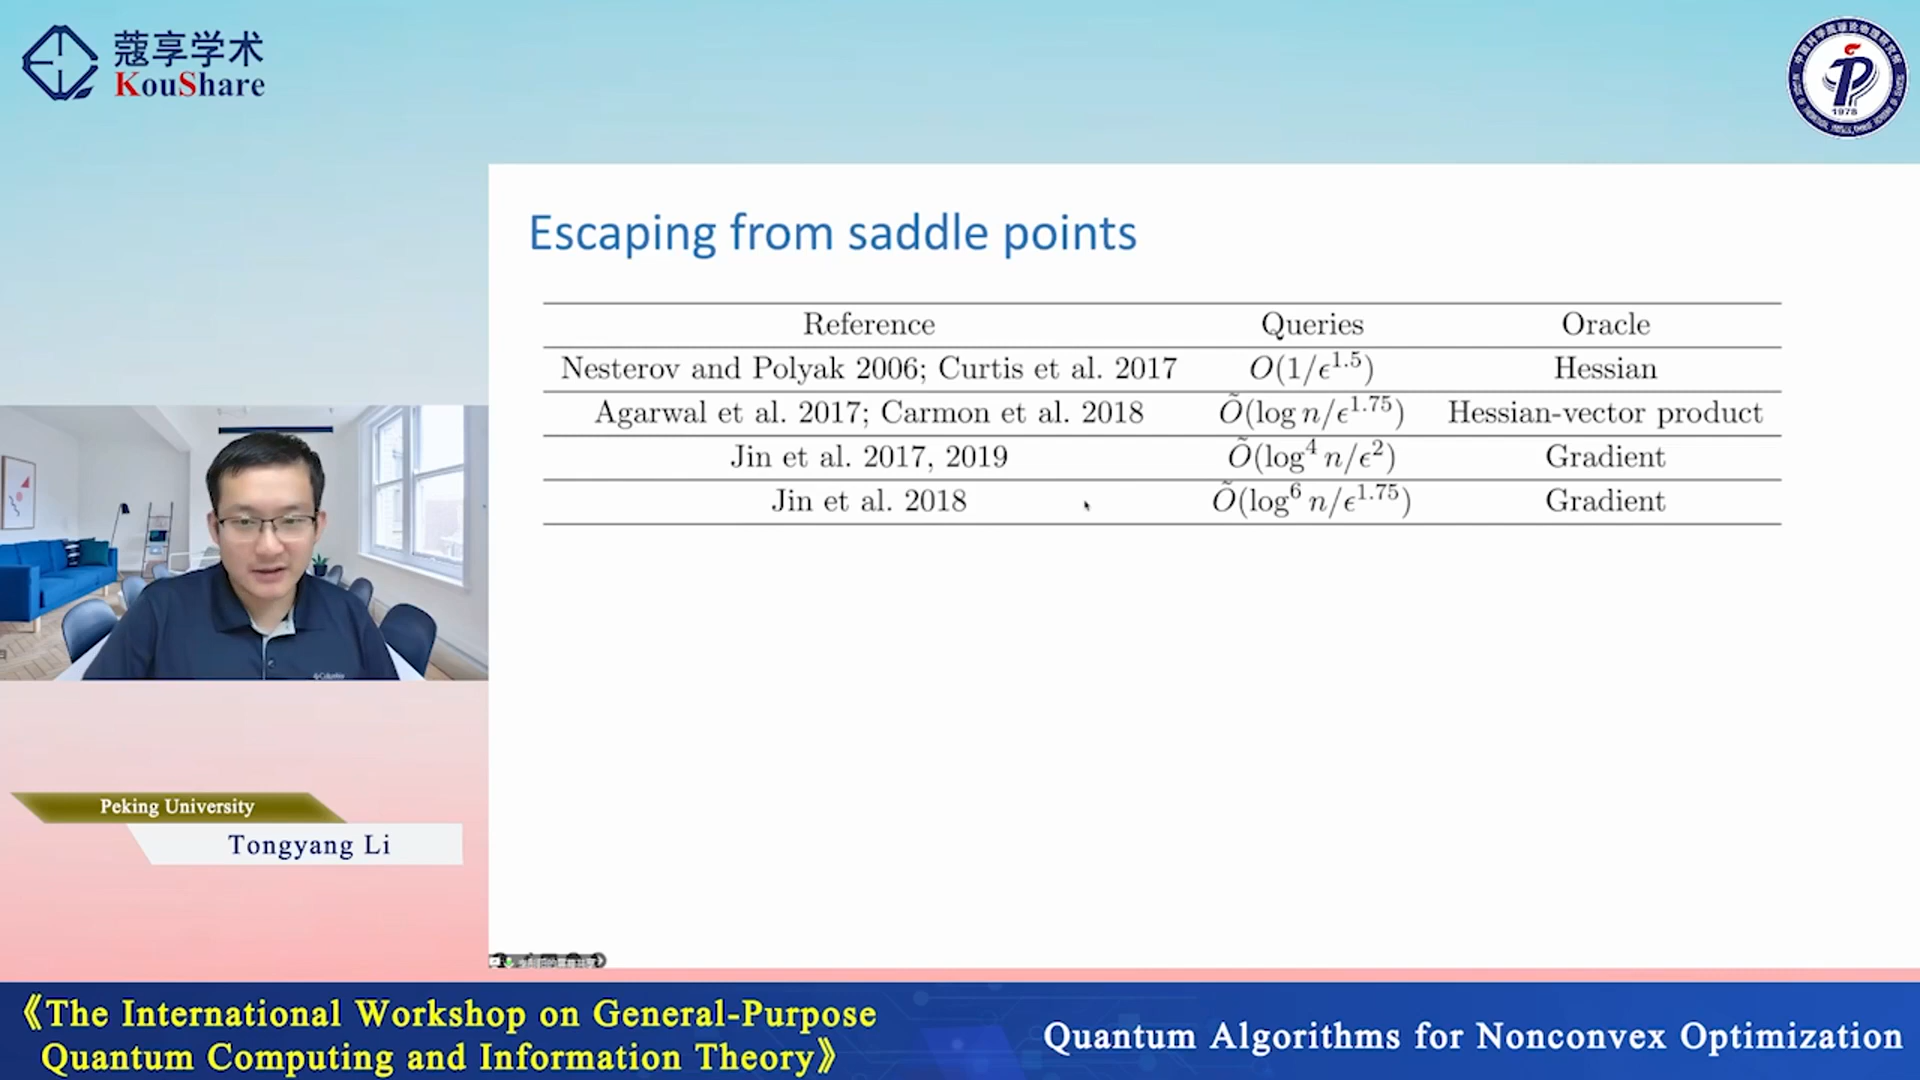 蔻享学术
KouShare
1978
Escaping from saddle points
Reference Queries Oracle
Nesterov and Polyak 2006; Curtis et al. 2017 O(1/ϵ^1.5) Hessian
Agarwal et al. 2017; Carmon et al. 2018 Õ(log n/ϵ^1.75) Hessian-vector product
Jin et al. 2017, 2019 Õ(log^4 n/ϵ^2) Gradient
Jin et al. 2018 Õ(log^6 n/ϵ^1.75) Gradient
Columbia
Peking University
Tongyang Li
《The International Workshop on General-Purpose
Quantum Computing and Information Theory》
Quantum Algorithms for Nonconvex Optimization